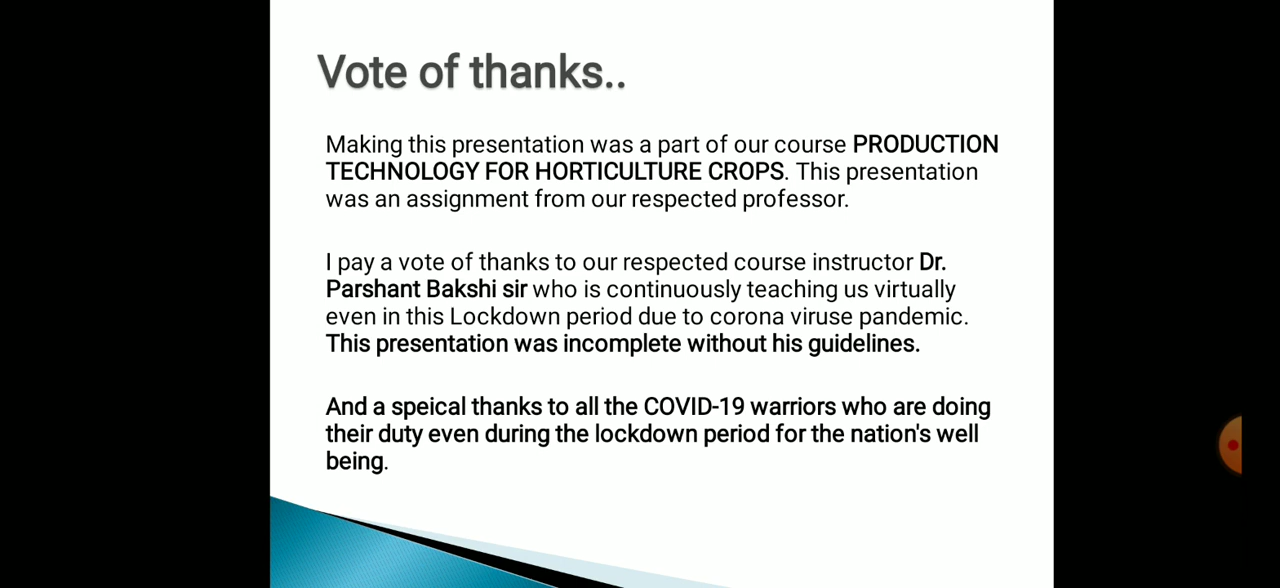 Vote of thanks..
Making this presentation was a part of our course PRODUCTION
TECHNOLOGY FOR HORTICULTURE CROPS. This presentation
was an assignment from our respected professor.
I pay a vote of thanks to our respected course instructor Dr.
Parshant Bakshi sir who is continuously teaching us virtually
even in this Lockdown period due to corona viruse pandemic.
This presentation was incomplete without his guidelines.
And a speical thanks to all the COVID-19 warriors who are doing
their duty even during the lockdown period for the nation's well
being.